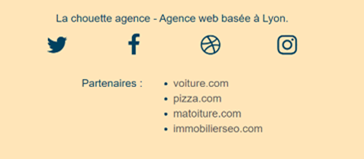 La chouette agence - Agence web basée à Lyon.
Partenaires :
voiture.com
pizza.com
matoiture.com
immobilierseo.com